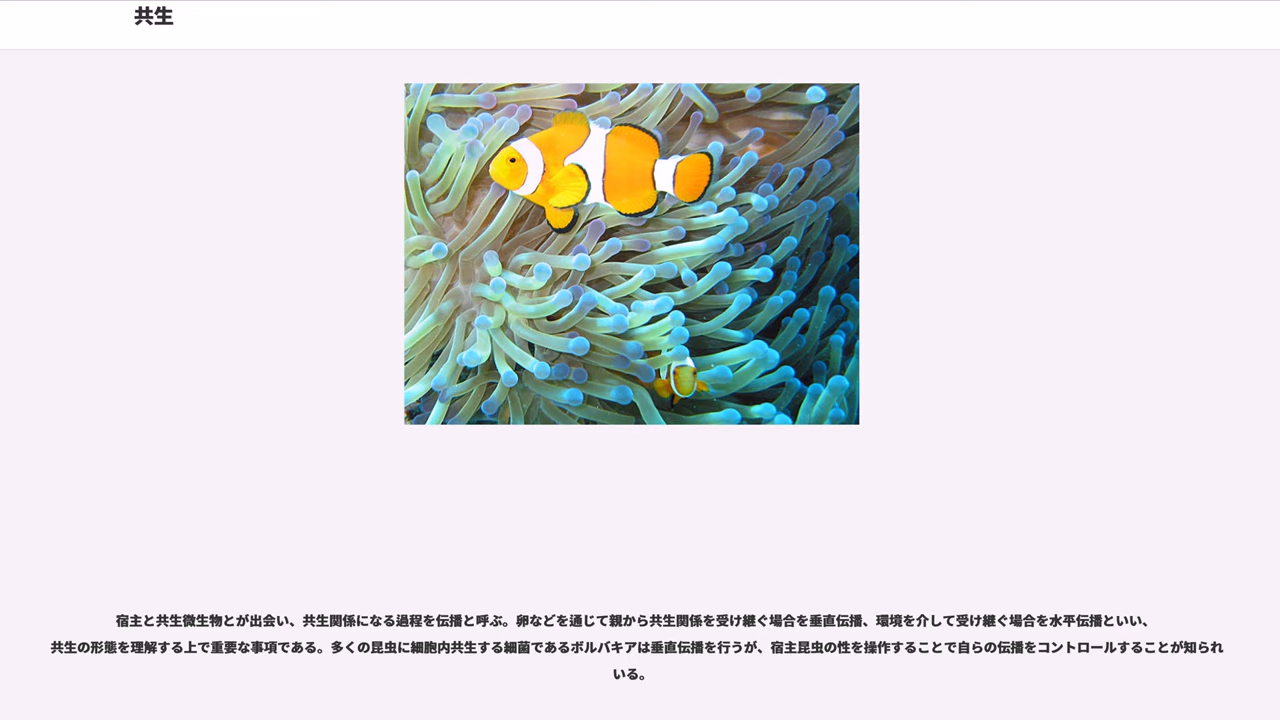 共生
宿主と共生微生物とが出会い、共生関係になる過程を伝播と呼ぶ。卵などを通じて親から共生関係を受け継ぐ場合を垂直伝播、環境を介して受け継ぐ場合を水平伝播といい、
共生の形態を理解する上で重要な事項である。多くの昆虫に細胞内共生する細菌であるボルバキアは垂直伝播を行うが、宿主昆虫の性を操作することで自らの伝播をコントロールすることが知られ
いる。